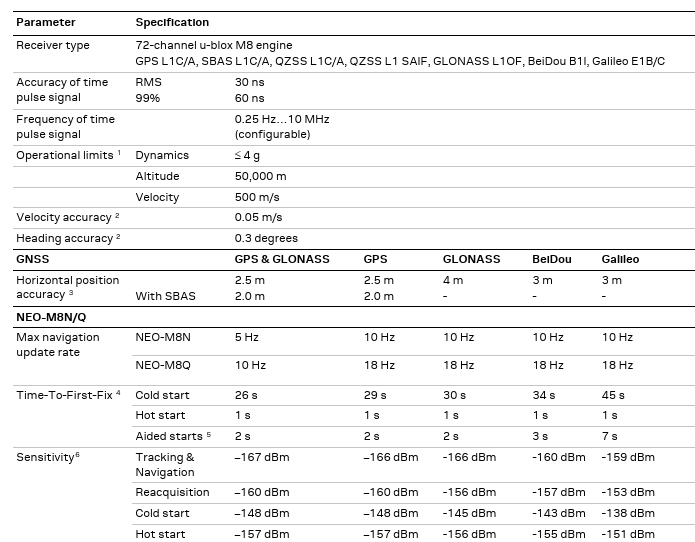 Parameter Specification
Receiver type 72-channel u-blox M8 engine
GPS L1C/A, SBAS L1C/A, QZSS L1 C/A, QZSS L1 SAIF, GLONASS L1OF, BeiDou B1I, Galileo E1B/C
Accuracy of time RMS 30 ns
pulse signal 99% 60 ns
Frequency of time 0.25 Hz…10 MHz
pulse signal (configurable)
Operational limits ¹ Dynamics ≤ 4 g
Altitude 50,000 m
Velocity 500 m/s
Velocity accuracy ² 0.05 m/s
Heading accuracy ² 0.3 degrees
GNSS GPS & GLONASS GPS GLONASS BeiDou Galileo
Horizontal position 2.5 m 2.5 m 4 m 3 m 3 m
accuracy ³ With SBAS 2.0 m 2.0 m - - -
NEO-M8N/Q
Max navigation NEO-M8N 5 Hz 10 Hz 10 Hz 10 Hz 10 Hz
update rate
NEO-M8Q 10 Hz 18 Hz 18 Hz 18 Hz 18 Hz
Time-To-First-Fix ⁴ Cold start 26 s 29 s 30 s 34 s 45 s
Hot start 1 s 1 s 1 s 1 s 1 s
Aided starts ⁵ 2 s 2 s 2 s 3 s 7 s
Sensitivity⁶ Tracking & –167 dBm –166 dBm -166 dBm -160 dBm -159 dBm
Navigation
Reacquisition –160 dBm –160 dBm -156 dBm -157 dBm -153 dBm
Cold start –148 dBm –148 dBm -145 dBm -143 dBm -138 dBm
Hot start –157 dBm –157 dBm -156 dBm -155 dBm -151 dBm